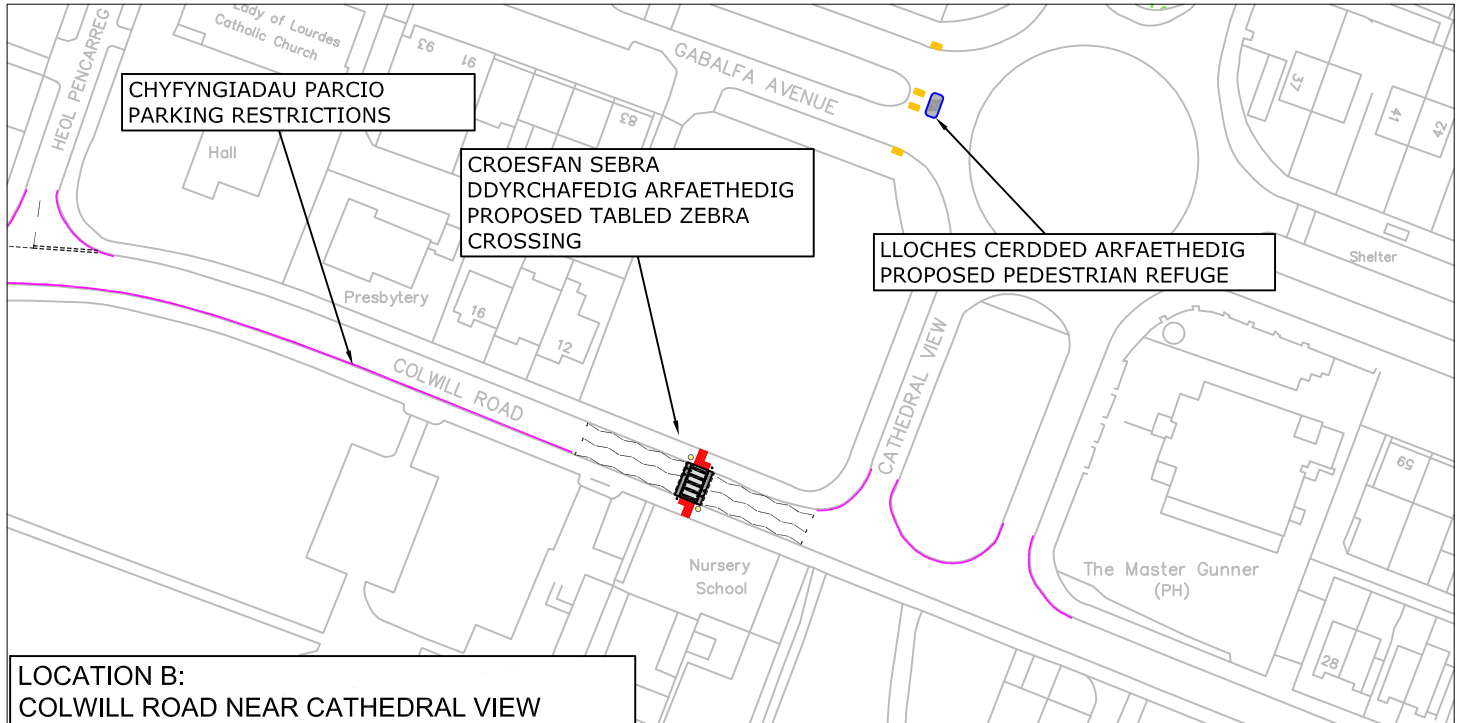 Lady of Lourdes
Catholic Church
HEOL PENCARREG
93
91
83
GABALFA AVENUE
37
41
42
CHYFYNGIADAU PARCIO
PARKING RESTRICTIONS
Hall
CROESFAN SEBRA
DDYRCHAFEDIG ARFAETHEDIG
PROPOSED TABLED ZEBRA
CROSSING
LLOCHES CERDDED ARFAETHEDIG
PROPOSED PEDESTRIAN REFUGE
Shelter
Presbytery
16
12
COLWILL ROAD
CATHEDRAL VIEW
59
Nursery
School
The Master Gunner
(PH)
28
LOCATION B:
COLWILL ROAD NEAR CATHEDRAL VIEW